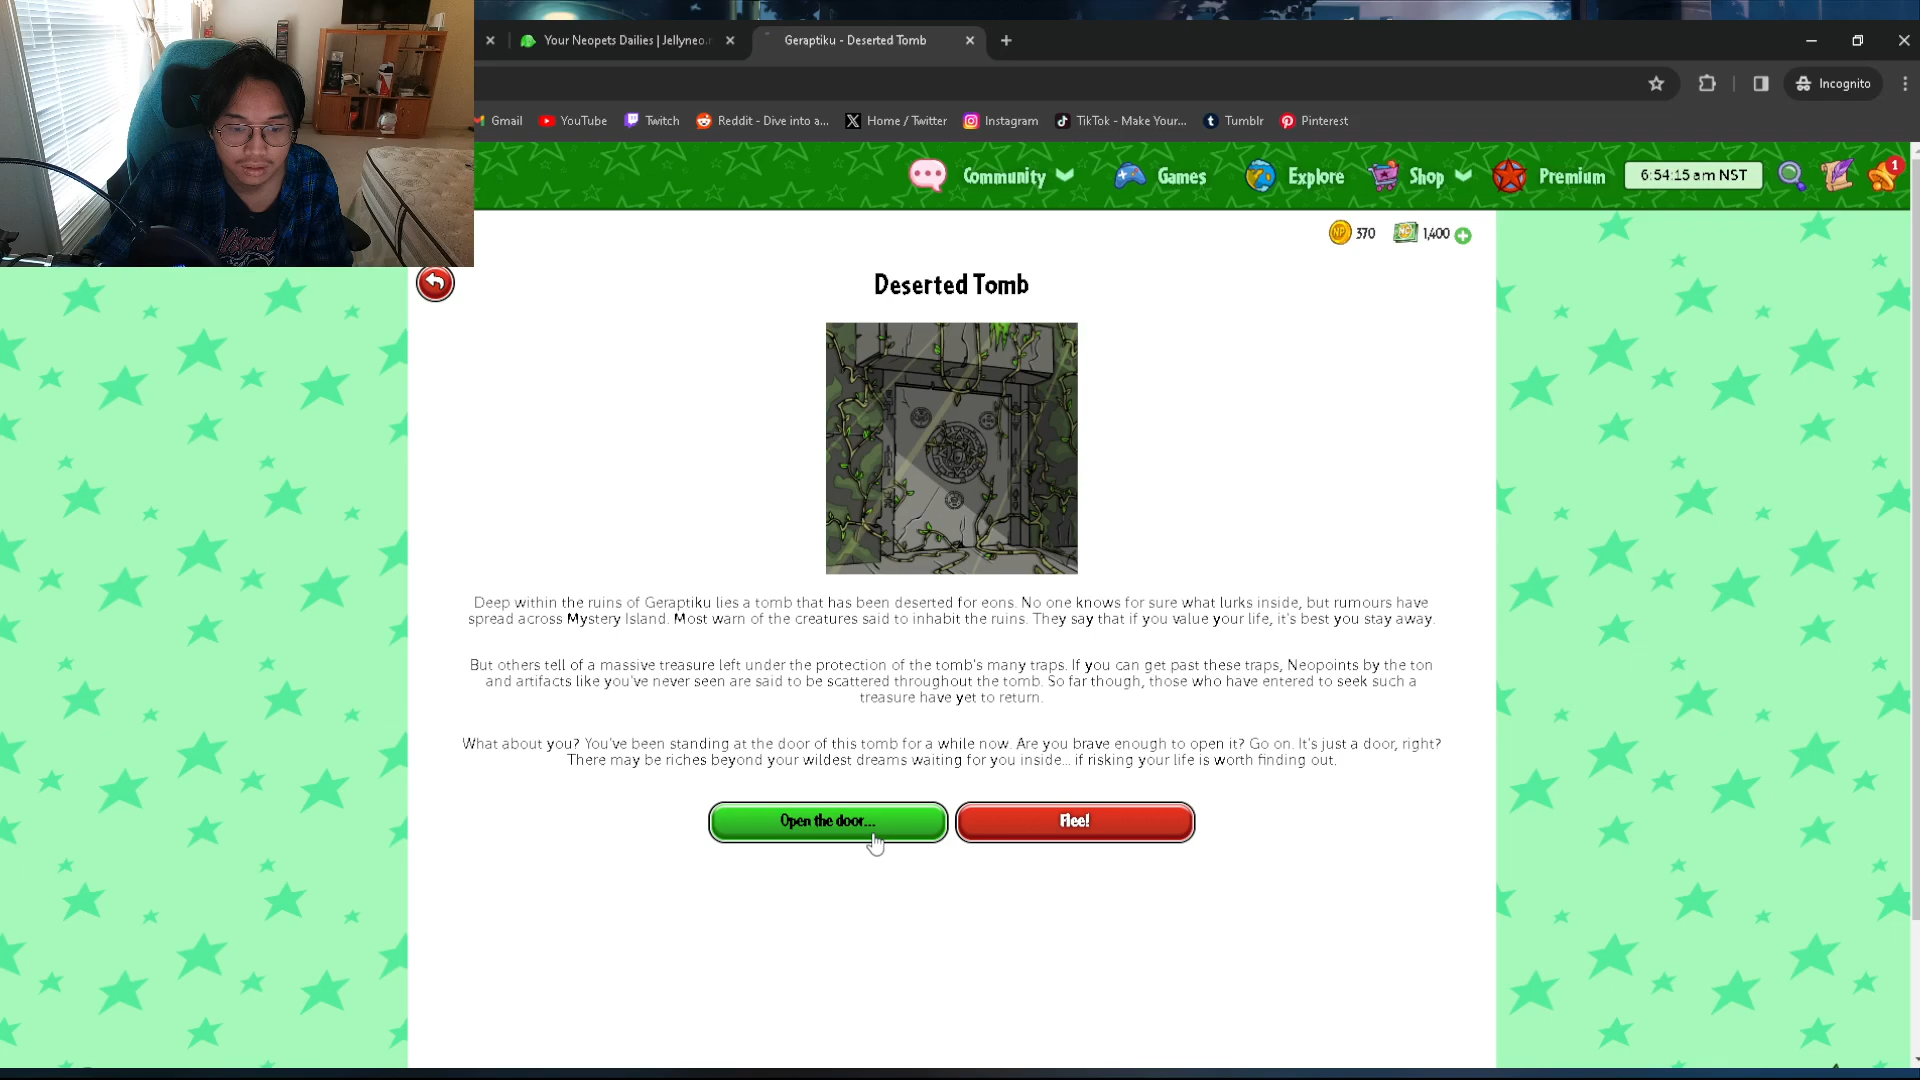 Your Neopets Dailies | Jellyneo.
Geraptiku - Deserted Tomb
Incognito
Gmail
YouTube
Twitch
Reddit - Dive into a...
Home / Twitter
Instagram
TikTok - Make Your...
Tumblr
Pinterest
Community
Games
Explore
Shop
Premium
6:54:15 am NST
1
NP
370
NC
1,400
Deserted Tomb
Deep within the ruins of Geraptiku lies a tomb that has been deserted for eons. No one knows for sure what lurks inside, but rumours have
spread across Mystery Island. Most warn of the creatures said to inhabit the ruins. They say that if you value your life, it's best you stay away.
But others tell of a massive treasure left under the protection of the tomb's many traps. If you can get past these traps, Neopoints by the ton
and artifacts like you've never seen are said to be scattered throughout the tomb. So far though, those who have entered to seek such a
treasure have yet to return.
What about you? You've been standing at the door of this tomb for a while now. Are you brave enough to open it? Go on. It's just a door, right?
There may be riches beyond your wildest dreams waiting for you inside... if risking your life is worth finding out.
Open the door...
Flee!